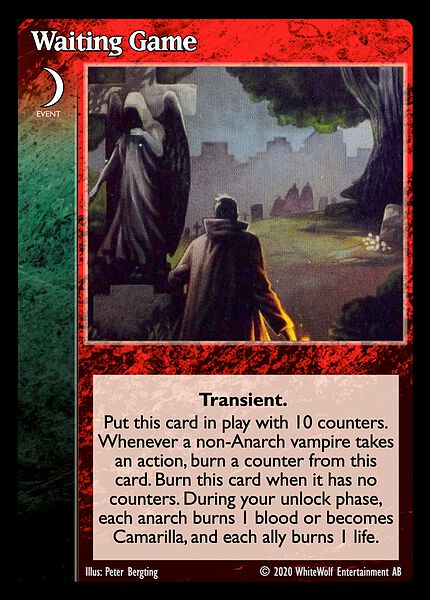 Waiting Game
EVENT
Transient.
Put this card in play with 10 counters.
Whenever a non-Anarch vampire takes
an action, burn a counter from this
card. Burn this card when it has no
counters. During your unlock phase,
each anarch burns 1 blood or becomes
Camarilla, and each ally burns 1 life.
Illus: Peter Bergting
© 2020 WhiteWolf Entertainment AB